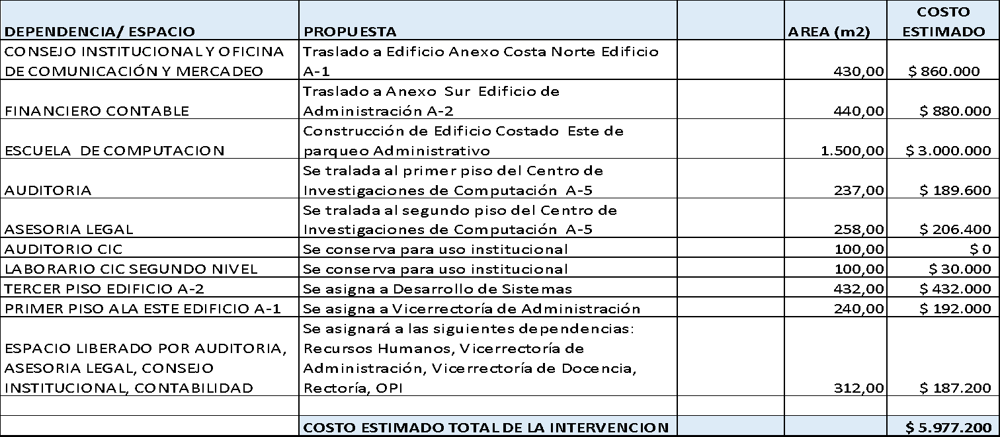 COSTO
DEPENDENCIA/ ESPACIO PROPUESTA AREA (m2) ESTIMADO
CONSEJO INSTITUCIONAL Y OFICINA Traslado a Edificio Anexo Costa Norte Edificio
DE COMUNICACIÓN Y MERCADEO A-1 430,00 $ 860.000
Traslado a Anexo Sur Edificio de
FINANCIERO CONTABLE Administración A-2 440,00 $ 880.000
Construcción de Edificio Costado Este de
ESCUELA DE COMPUTACION parqueo Administrativo 1.500,00 $ 3.000.000
Se tralada al primer piso del Centro de
AUDITORIA Investigaciones de Computación A-5 237,00 $ 189.600
Se tralada al segundo piso del Centro de
ASESORIA LEGAL Investigaciones de Computación A-5 258,00 $ 206.400
AUDITORIO CIC Se conserva para uso institucional 100,00 $ 0
LABORARIO CIC SEGUNDO NIVEL Se conserva para uso institucional 100,00 $ 30.000
TERCER PISO EDIFICIO A-2 Se asigna a Desarrollo de Sistemas 432,00 $ 432.000
PRIMER PISO ALA ESTE EDIFICIO A-1 Se asigna a Vicerrectoría de Administración 240,00 $ 192.000
Se asignará a las siguientes dependencias:
ESPACIO LIBERADO POR AUDITORIA, Recursos Humanos, Vicerrectoría de
ASESORIA LEGAL, CONSEJO Administración, Vicerrectoría de Docencia,
INSTITUCIONAL, CONTABILIDAD Rectoría, OPI 312,00 $ 187.200
COSTO ESTIMADO TOTAL DE LA INTERVENCION $ 5.977.200